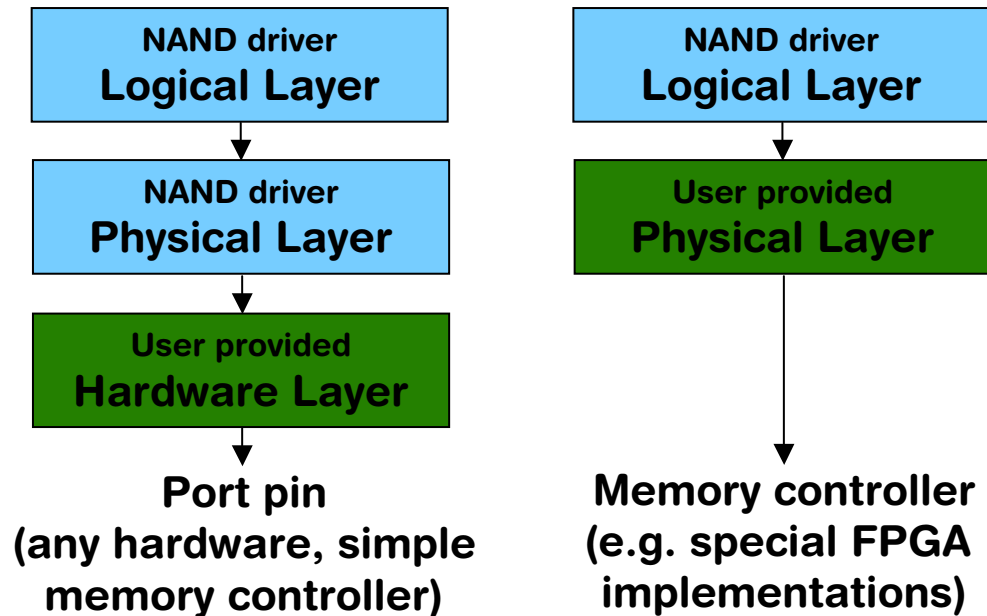 NAND driver
Logical Layer
NAND driver
Physical Layer
User provided
Hardware Layer
Port pin
(any hardware, simple
memory controller)
NAND driver
Logical Layer
User provided
Physical Layer
Memory controller
(e.g. special FPGA
implementations)